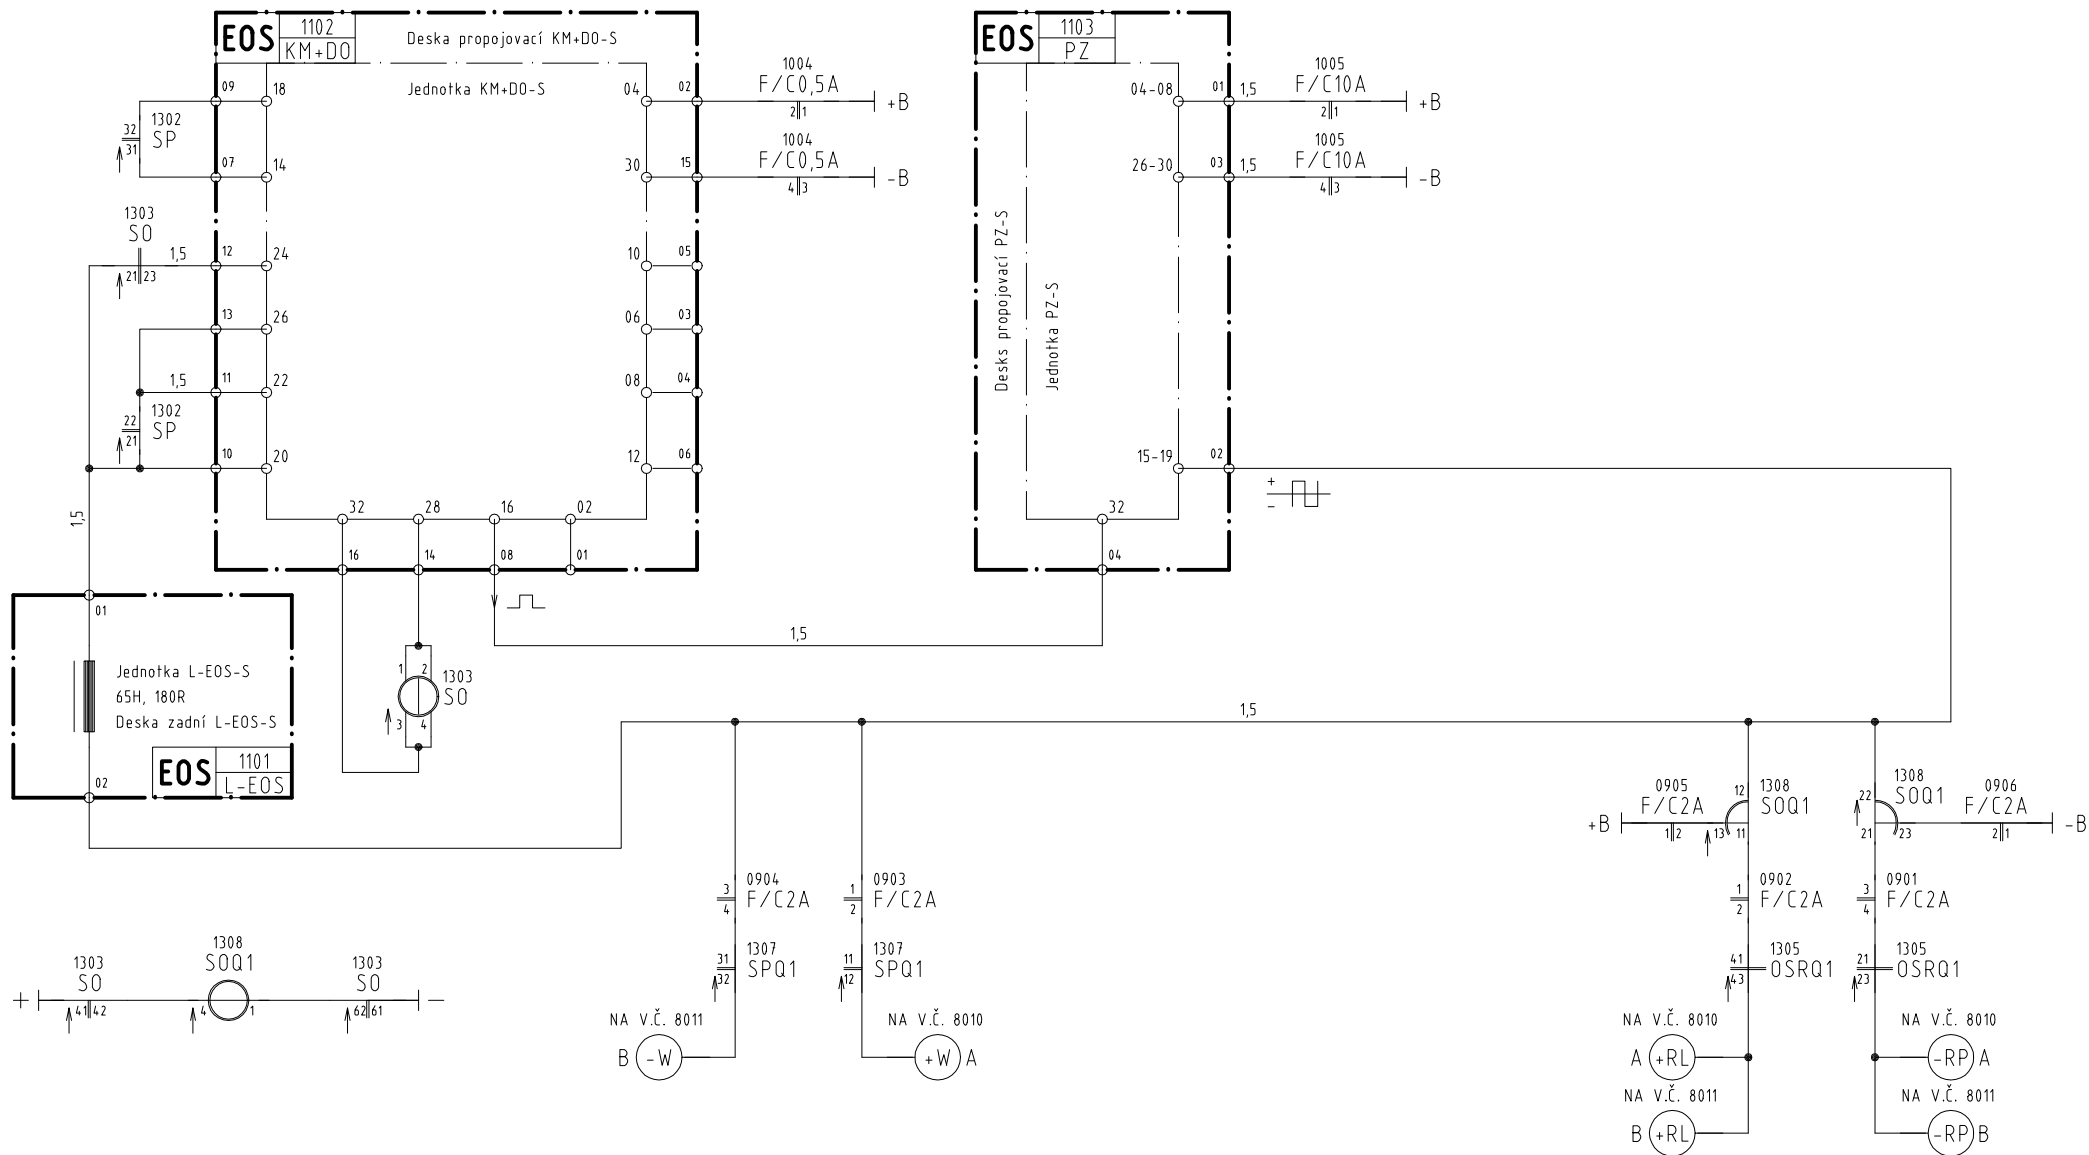 EOS
1102
KM+DO
Deska propojovací KM+DO-S
Jednotka KM+DO-S
09
18
04
02
1004
F/C0,5A
2
1
+B
1302
SP
32
31
07
14
30
15
1004
F/C0,5A
4
3
-B
1303
SO
1,5
21
23
12
24
10
05
13
26
06
03
1,5
11
22
08
04
1302
SP
22
21
10
20
12
06
1,5
32
28
16
02
16
14
08
01
EOS
1103
PZ
Desks propojovací PZ-S
Jednotka PZ-S
04-08
01
1,5
1005
F/C10A
2
1
+B
26-30
03
1,5
1005
F/C10A
4
3
-B
15-19
02
+
-
32
04
1,5
01
Jednotka L-EOS-S
65H, 180R
Deska zadní L-EOS-S
EOS
1101
L-EOS
02
1
2
3
4
1303
SO
1,5
0905
F/C2A
+B
1
2
13
11
12
1308
SOQ1
22
1308
SOQ1
21
23
0906
F/C2A
2
1
-B
3
4
0904
F/C2A
1
2
0903
F/C2A
1
2
0902
F/C2A
3
4
0901
F/C2A
31
32
1307
SPQ1
11
12
1307
SPQ1
41
43
1305
OSRQ1
21
23
1305
OSRQ1
+
1303
SO
41
42
1308
SOQ1
4
1
1303
SO
62
61
-
NA V.Č. 8011
B
-W
NA V.Č. 8010
+W
A
NA V.Č. 8010
A
+RL
NA V.Č. 8011
B
+RL
NA V.Č. 8010
-RP
A
NA V.Č. 8011
-RP
B